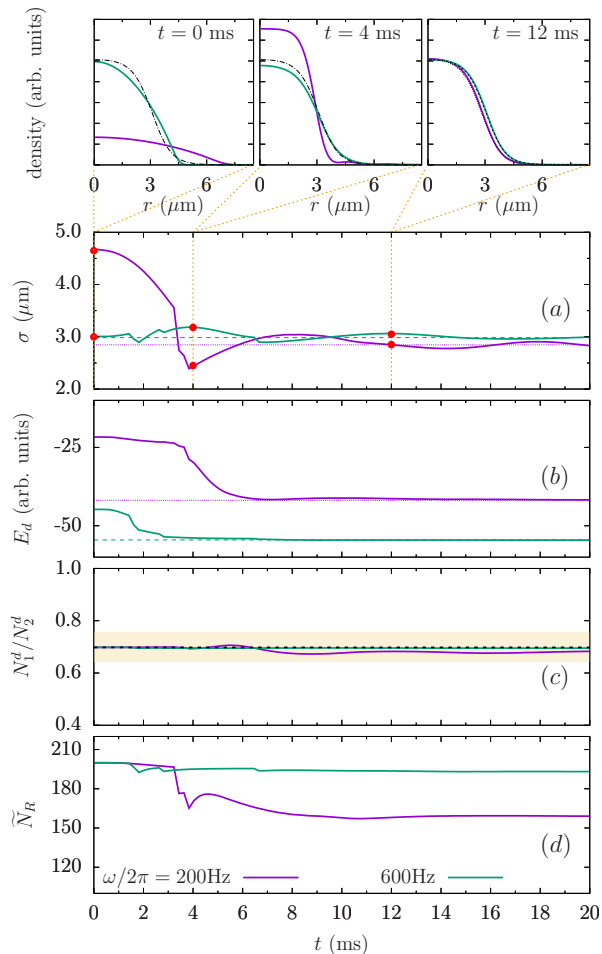 t = 0 ms
t = 4 ms
t = 12 ms
density (arb. units)
0 3 6
0 3 6
0 3 6
r (μm)
r (μm)
r (μm)
5.0
4.0
3.0
2.0
σ (μm)
(a)
-25
-50
E_d (arb. units)
(b)
1.0
0.8
0.6
0.4
N_1^d/N_2^d
(c)
210
180
150
120
Ñ_R
(d)
ω/2π = 200Hz
600Hz
0 2 4 6 8 10 12 14 16 18 20
t (ms)